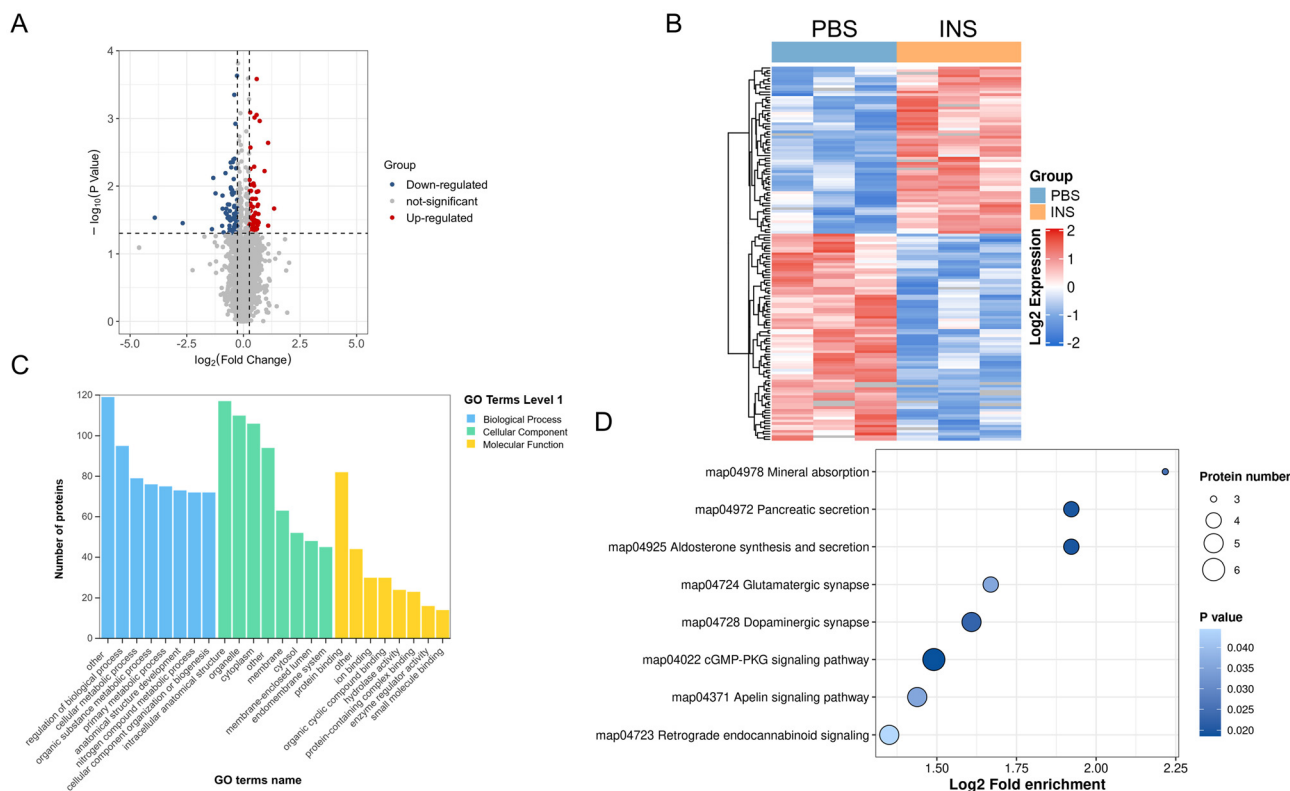 A
4
3
2
1
0
− log10(P Value)
-5.0
-2.5
0.0
2.5
5.0
log2(Fold Change)
Group
Down-regulated
not-significant
Up-regulated
B
PBS
INS
Group
PBS
INS
Log2 Expression
2
1
0
-1
-2
C
120
100
80
60
40
20
0
Number of proteins
other
regulation of biological process
cellular metabolic process
organic substance metabolic process
primary metabolic process
anatomical structure development
nitrogen compound metabolic process
cellular component organization or biogenesis
intracellular anatomical structure
organelle
cytoplasm
other
membrane
cytosol
membrane-enclosed lumen
endomembrane system
protein binding
other
ion binding
organic cyclic compound binding
hydrolase activity
protein-containing complex binding
enzyme regulator activity
small molecule binding
GO terms name
GO Terms Level 1
Biological Process
Cellular Component
Molecular Function
D
map04978 Mineral absorption
map04972 Pancreatic secretion
map04925 Aldosterone synthesis and secretion
map04724 Glutamatergic synapse
map04728 Dopaminergic synapse
map04022 cGMP-PKG signaling pathway
map04371 Apelin signaling pathway
map04723 Retrograde endocannabinoid signaling
1.50
1.75
2.00
2.25
Log2 Fold enrichment
Protein number
3
4
5
6
P value
0.040
0.035
0.030
0.025
0.020